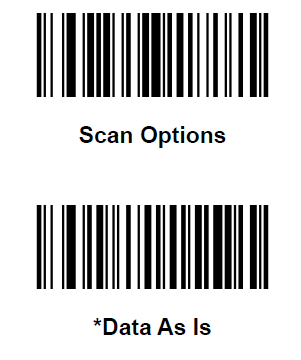 Scan Options
*Data As Is